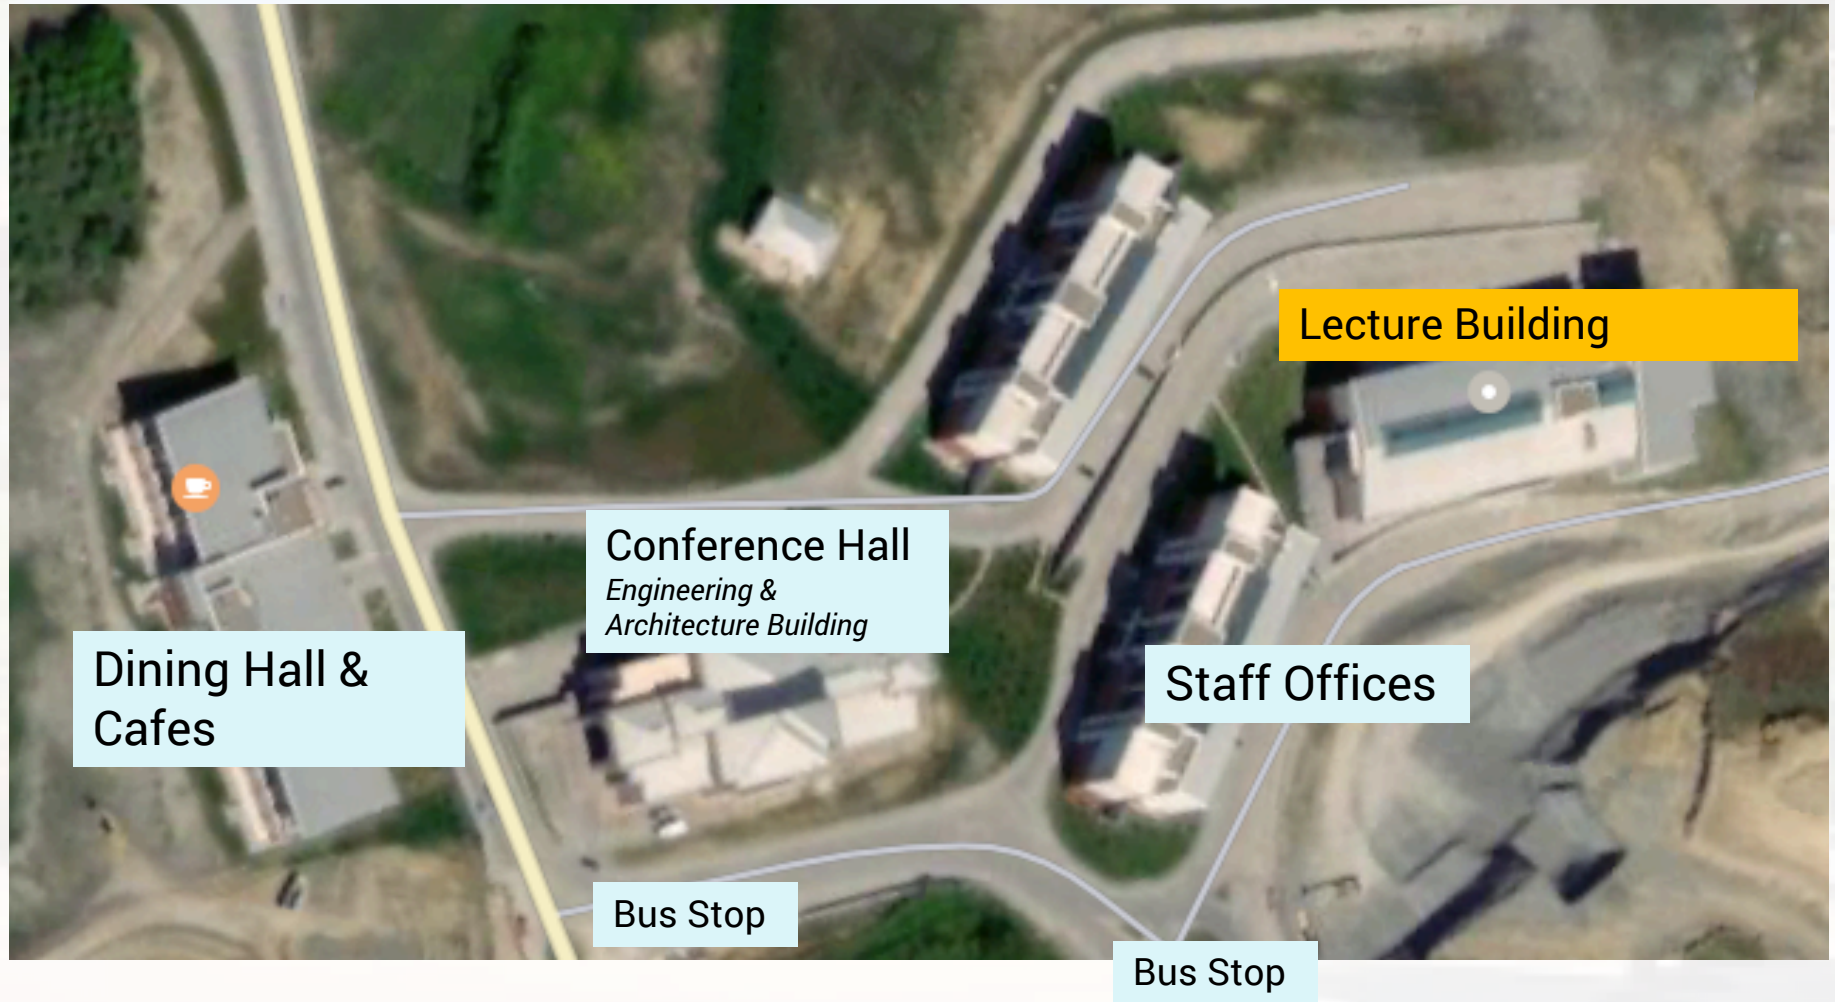 Lecture Building
Conference Hall
Engineering &
Architecture Building
Dining Hall &
Cafes
Staff Offices
Bus Stop
Bus Stop